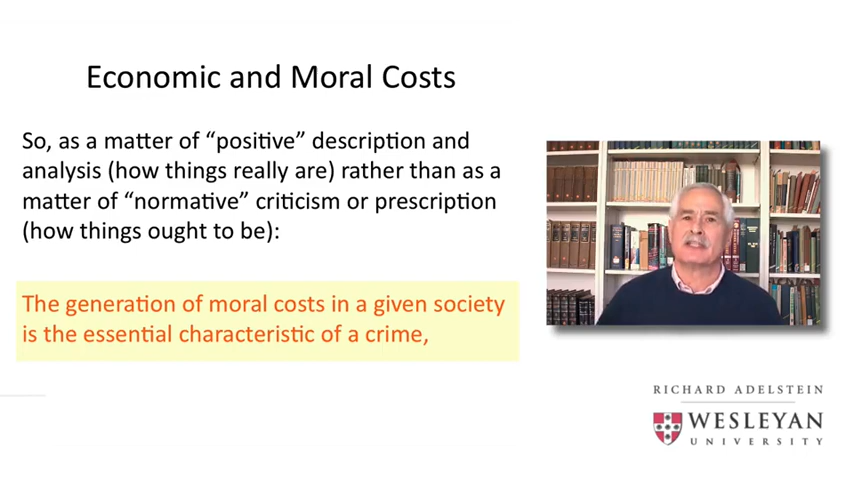 Economic and Moral Costs
So, as a matter of “positive” description and
analysis (how things really are) rather than as a
matter of “normative” criticism or prescription
(how things ought to be):
The generation of moral costs in a given society
is the essential characteristic of a crime,
RICHARD ADELSTEIN
WESLEYAN
UNIVERSITY